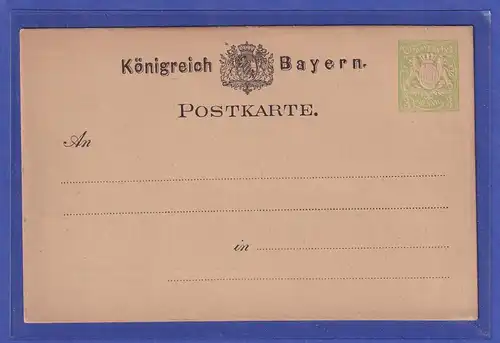 Königreich Bayern.
POSTKARTE.
An
in